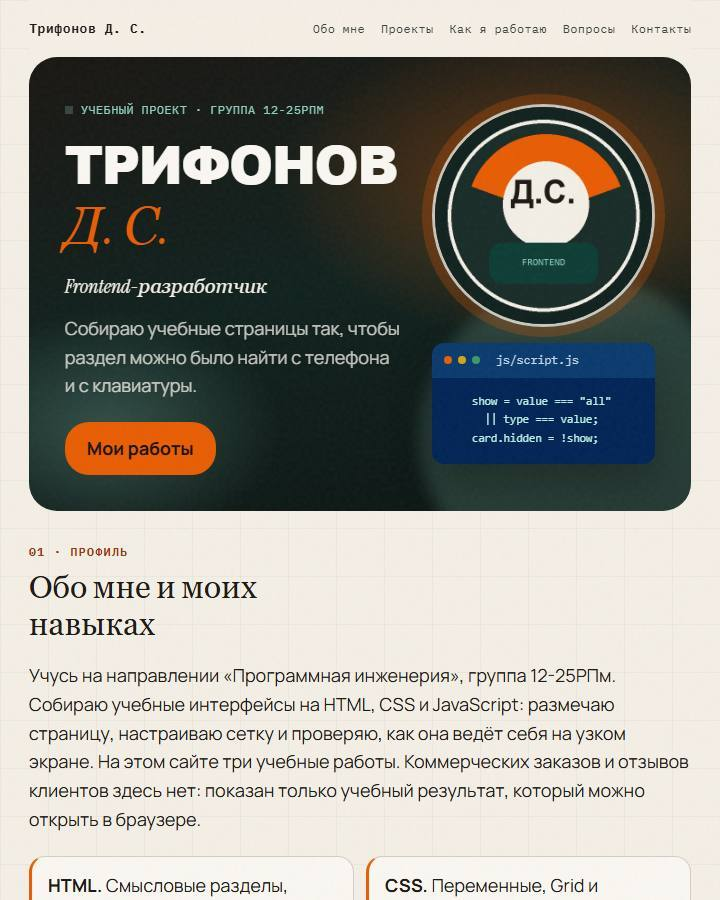 Трифонов Д. С.
Обо мне Проекты Как я работаю Вопросы Контакты
УЧЕБНЫЙ ПРОЕКТ · ГРУППА 12-25РПМ
ТРИФОНОВ
Д. С.
Frontend-разработчик
Собираю учебные страницы так, чтобы
раздел можно было найти с телефона
и с клавиатуры.
Мои работы
Д.С.
FRONTEND
js/script.js
show = value === "all"
|| type === value;
card.hidden = !show;
01 · ПРОФИЛЬ
Обо мне и моих
навыках
Учусь на направлении «Программная инженерия», группа 12-25РПм.
Собираю учебные интерфейсы на HTML, CSS и JavaScript: размечаю
страницу, настраиваю сетку и проверяю, как она ведёт себя на узком
экране. На этом сайте три учебные работы. Коммерческих заказов и отзывов
клиентов здесь нет: показан только учебный результат, который можно
открыть в браузере.
HTML. Смысловые разделы,
CSS. Переменные, Grid и